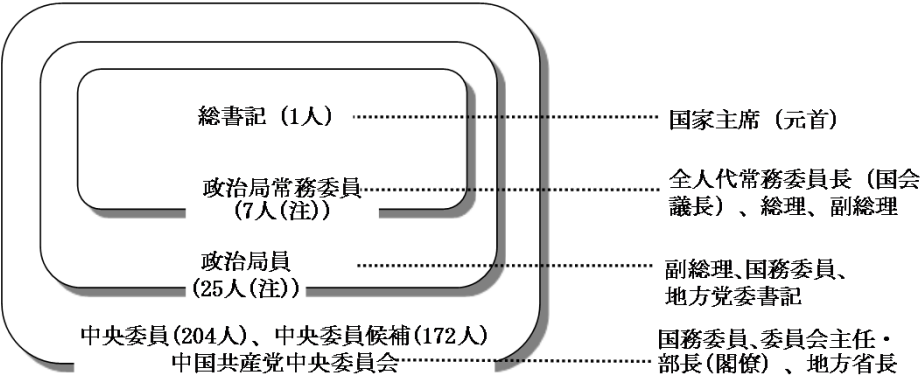 総書記 (1人)
国家主席 (元首)
政治局常務委員
(7人(注))
全人代常務委員長 (国会
議長) 、総理、副総理
政治局員
(25人(注))
副総理、国務委員、
地方党委書記
中央委員(204人)、中央委員候補(172人)
中国共産党中央委員会
国務委員、委員会主任・
部長(閣僚) 、地方省長